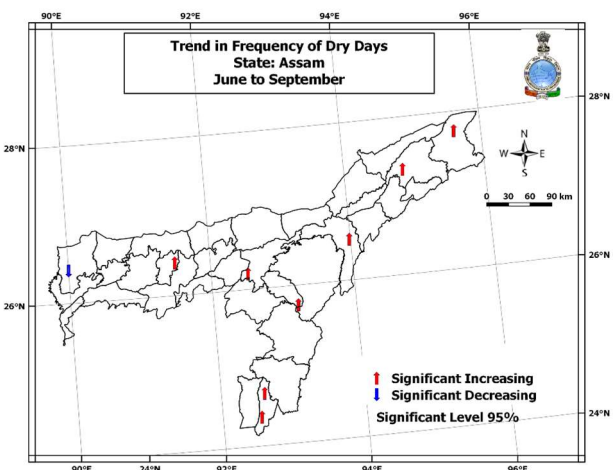 90°E 92°E 94°E 96°E
Trend in Frequency of Dry Days
State: Assam
June to September
28°N
28°N
N
W E
S
0 30 60 90 km
26°N
26°N
Significant Increasing
Significant Decreasing
Significant Level 95%
24°N
90°E 24°N 92°E 94°E 96°E